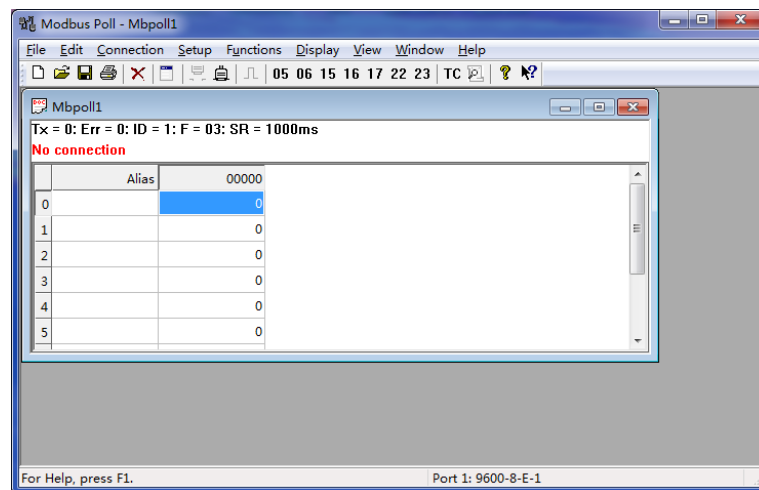 Modbus Poll - Mbpoll1
File Edit Connection Setup Functions Display View Window Help
05 06 15 16 17 22 23 TC
Mbpoll1
Tx = 0: Err = 0: ID = 1: F = 03: SR = 1000ms
No connection
Alias 00000
0 0
1 0
2 0
3 0
4 0
5 0
For Help, press F1. Port 1: 9600-8-E-1